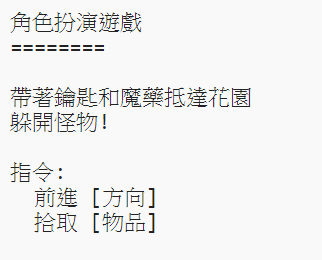 角色扮演遊戲
========
帶著鑰匙和魔藥抵達花園
躲開怪物!
指令:
前進 [方向]
拾取 [物品]